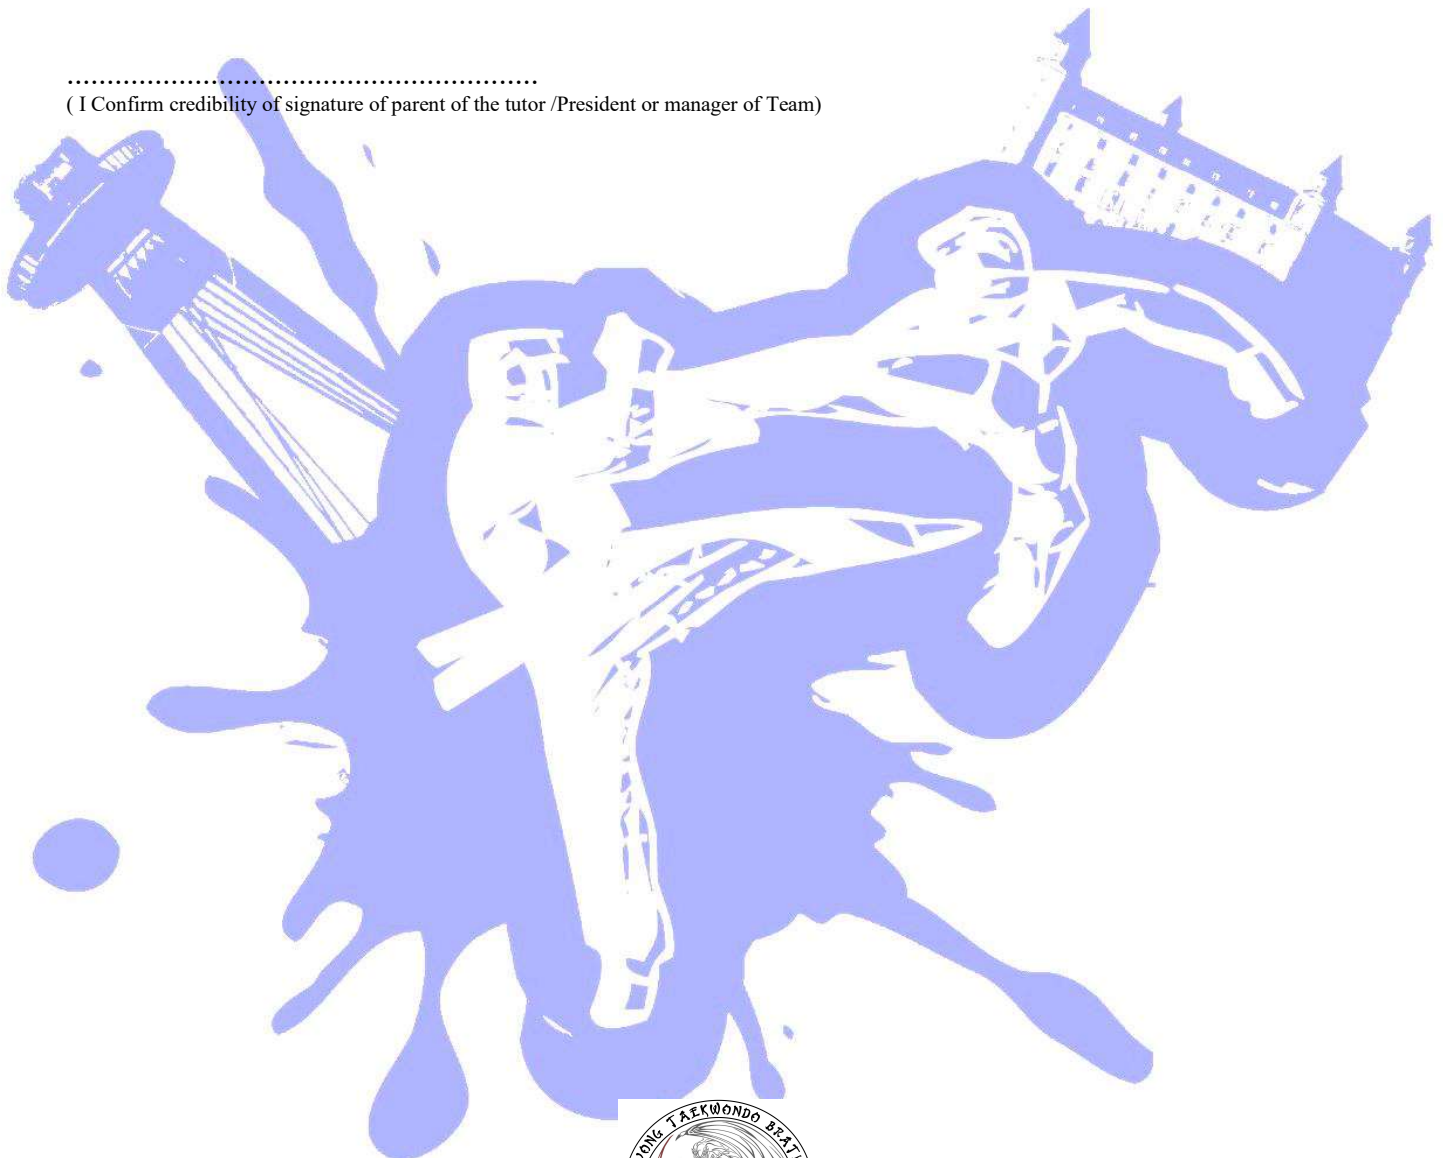 ...........................................................
( I Confirm credibility of signature of parent of the tutor /President or manager of Team)
TAEKWONDO